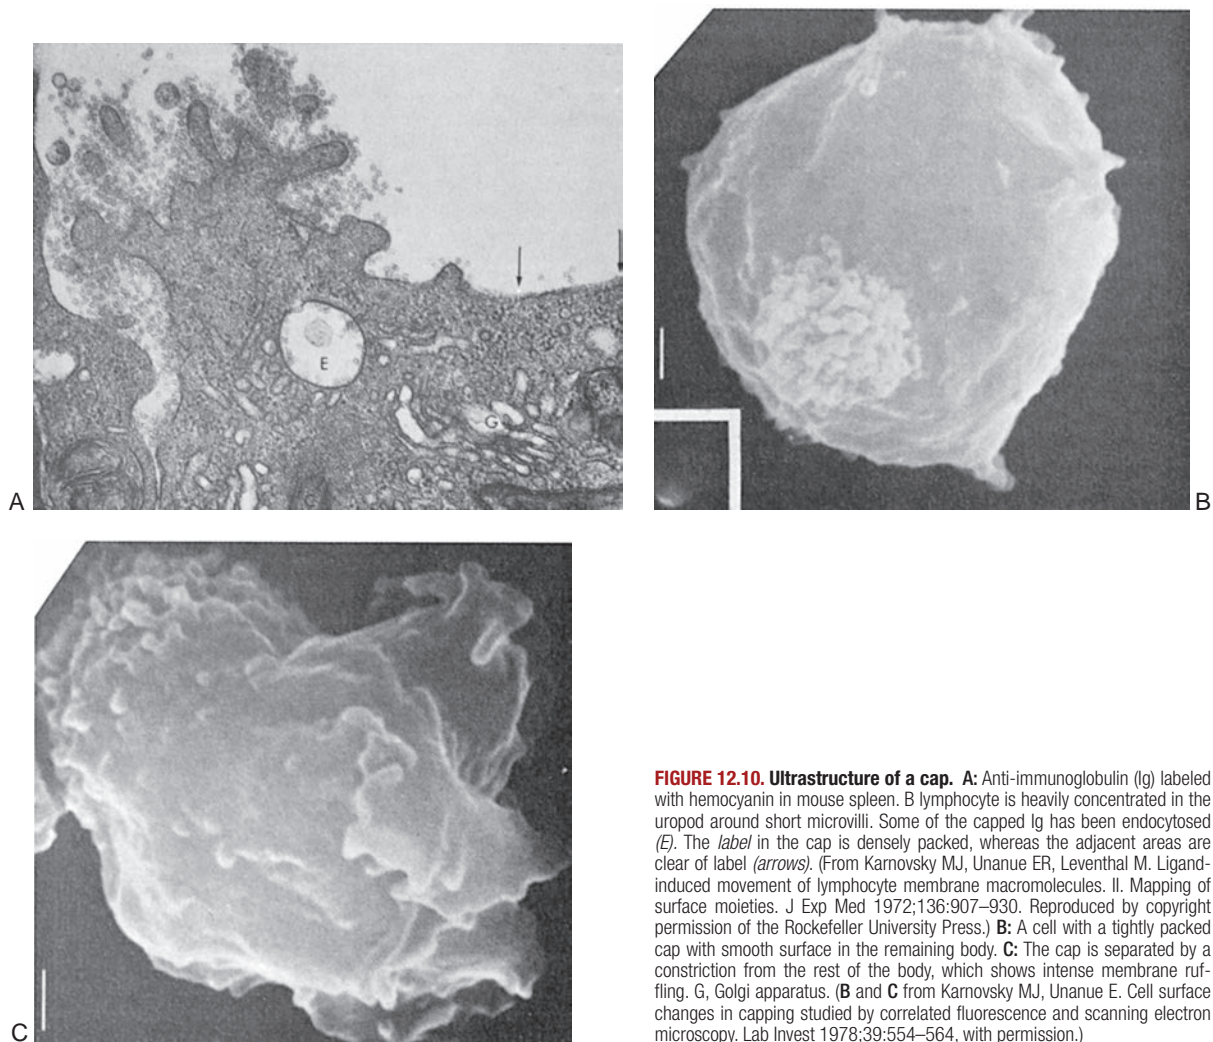 E
G
A
B
C
FIGURE 12.10. Ultrastructure of a cap. A: Anti-immunoglobulin (Ig) labeled
with hemocyanin in mouse spleen. B lymphocyte is heavily concentrated in the
uropod around short microvilli. Some of the capped Ig has been endocytosed
(E). The label in the cap is densely packed, whereas the adjacent areas are
clear of label (arrows). (From Karnovsky MJ, Unanue ER, Leventhal M. Ligand-
induced movement of lymphocyte membrane macromolecules. II. Mapping of
surface moieties. J Exp Med 1972;136:907–930. Reproduced by copyright
permission of the Rockefeller University Press.) B: A cell with a tightly packed
cap with smooth surface in the remaining body. C: The cap is separated by a
constriction from the rest of the body, which shows intense membrane ruf-
fling. G, Golgi apparatus. (B and C from Karnovsky MJ, Unanue E. Cell surface
changes in capping studied by correlated fluorescence and scanning electron
microscopy. Lab Invest 1978;39:554–564, with permission.)